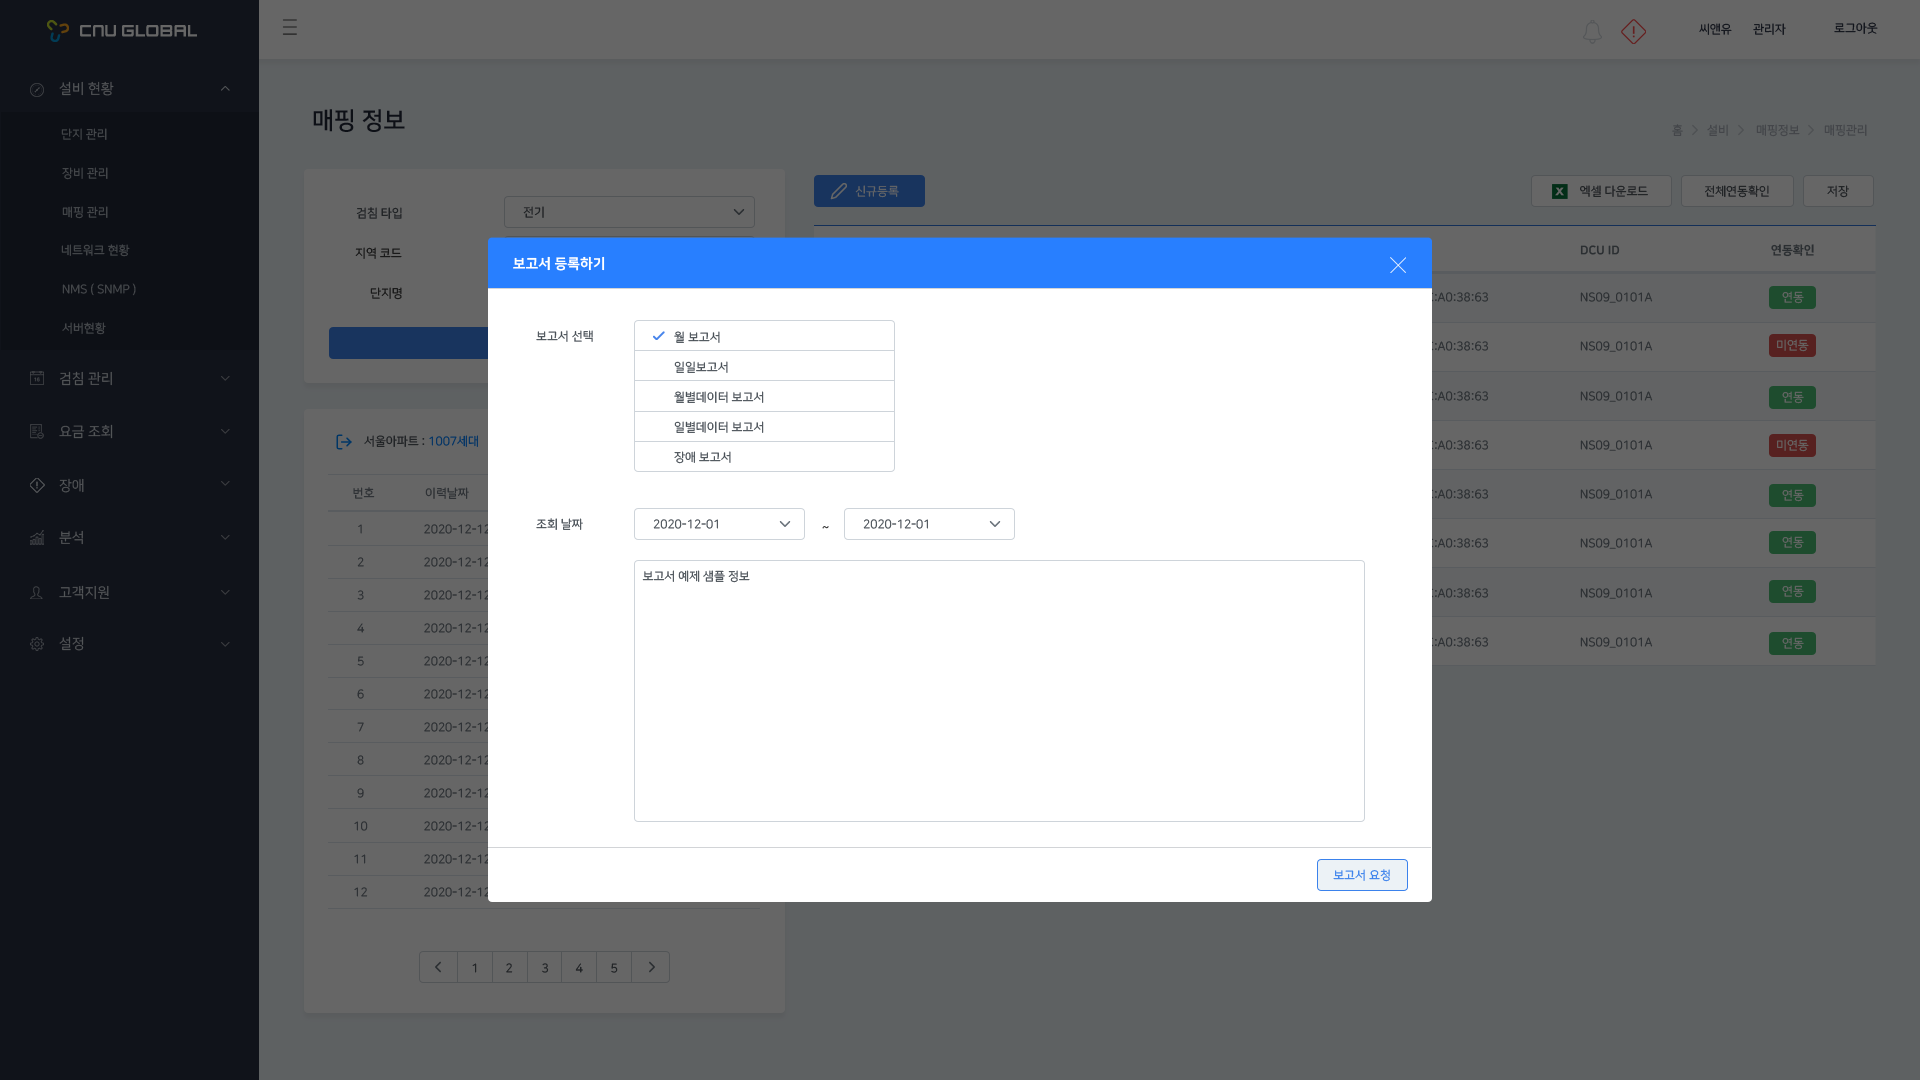 CNU GLOBAL
씨앤유 관리자 로그아웃
설비 현황
단지 관리
장비 관리
매핑 관리
네트워크 현황
NMS ( SNMP )
서버현황
검침 관리
요금 조회
장애
분석
고객지원
설정
매핑 정보
홈 > 설비 > 매핑정보 > 매핑관리
검침 타입 전기
지역 코드
단지명
신규등록
엑셀 다운로드 전체연동확인 저장
DCU ID 연동확인
:A0:38:63 NS09_0101A 연동
:A0:38:63 NS09_0101A 미연동
:A0:38:63 NS09_0101A 연동
:A0:38:63 NS09_0101A 미연동
:A0:38:63 NS09_0101A 연동
:A0:38:63 NS09_0101A 연동
:A0:38:63 NS09_0101A 연동
:A0:38:63 NS09_0101A 연동
서울아파트 : 1007세대
번호 이력날짜
1 2020-12-12
2 2020-12-12
3 2020-12-12
4 2020-12-12
5 2020-12-12
6 2020-12-12
7 2020-12-12
8 2020-12-12
9 2020-12-12
10 2020-12-12
11 2020-12-12
12 2020-12-12
1 2 3 4 5
보고서 등록하기
보고서 선택
월 보고서
일일보고서
월별데이터 보고서
일별데이터 보고서
장애 보고서
조회 날짜 2020-12-01 ~ 2020-12-01
보고서 예제 샘플 정보
보고서 요청